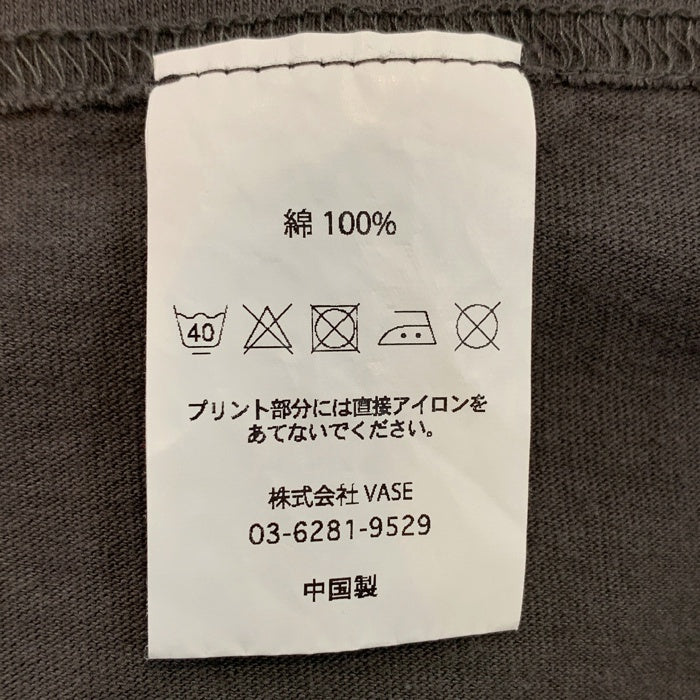 綿 100%
40
プリント部分には直接アイロンを
あてないでください。
株式会社 VASE
03-6281-9529
中国製